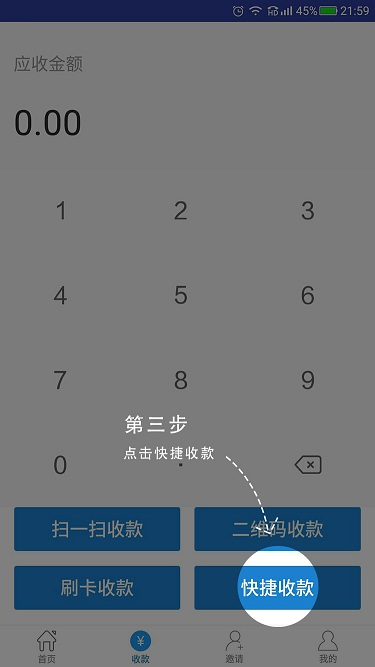 HD 45% 21:59
应收金额
0.00
1 2 3
4 5 6
7 8 9
第三步
点击快捷收款
0 .
扫一扫收款 二维码收款
刷卡收款 快捷收款
¥
首页 收款 邀请 我的